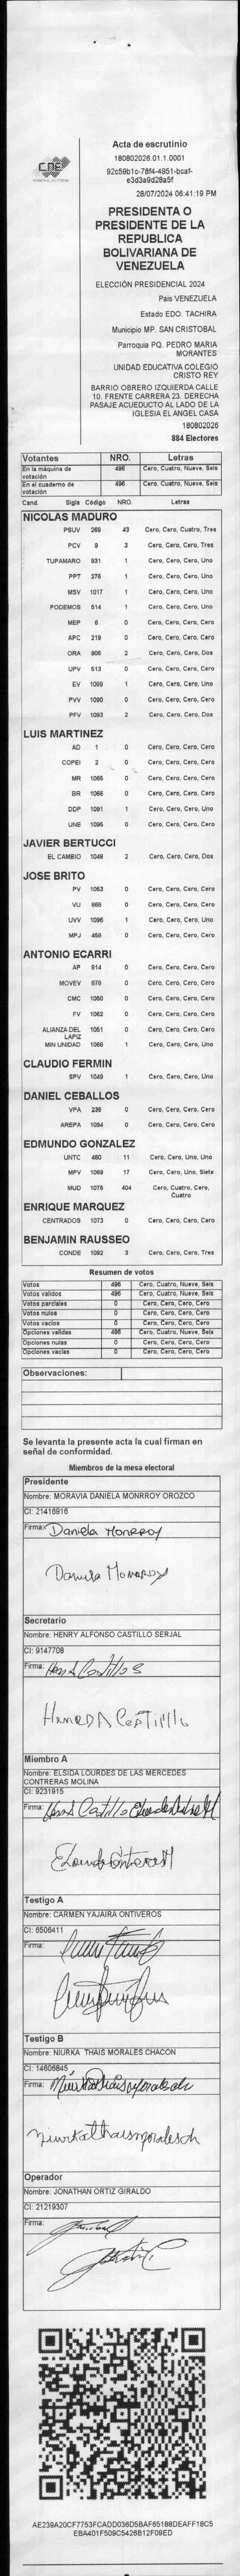 CNE
Acta de escrutinio
180802026.01.1.0001
92c59b1c-78f4-4951-bcaf-
e3d3a9d28a5f
28/07/2024 06:41:19 PM
PRESIDENTA O
PRESIDENTE DE LA
REPUBLICA
BOLIVARIANA DE
VENEZUELA
ELECCIÓN PRESIDENCIAL 2024
Pais VENEZUELA
Estado EDO. TACHIRA
Municipio MP. SAN CRISTOBAL
Parroquia PQ. PEDRO MARIA
MORANTES
UNIDAD EDUCATIVA COLEGIO
CRISTO REY
BARRIO OBRERO IZQUIERDA CALLE
10. FRENTE CARRERA 23. DERECHA
PASAJE ACUEDUCTO AL LADO DE LA
IGLESIA EL ANGEL CASA
180802026
884 Electores
Votantes NRO. Letras
En la máquina de votación 496 Cero, Cuatro, Nueve, Seis
En el cuaderno de votación 496 Cero, Cuatro, Nueve, Seis
Cand. Sigla Código NRO. Letras
NICOLAS MADURO
PSUV 269 43 Cero, Cero, Cuatro, Tres
PCV 9 3 Cero, Cero, Cero, Tres
TUPAMARO 931 1 Cero, Cero, Cero, Uno
PPT 276 1 Cero, Cero, Cero, Uno
MSV 1017 1 Cero, Cero, Cero, Uno
PODEMOS 514 1 Cero, Cero, Cero, Uno
MEP 6 0 Cero, Cero, Cero, Cero
APC 219 0 Cero, Cero, Cero, Cero
ORA 906 2 Cero, Cero, Cero, Dos
UPV 513 0 Cero, Cero, Cero, Cero
EV 1089 1 Cero, Cero, Cero, Uno
PVV 1090 0 Cero, Cero, Cero, Cero
PFV 1093 2 Cero, Cero, Cero, Dos
LUIS MARTINEZ
AD 1 0 Cero, Cero, Cero, Cero
COPEI 2 0 Cero, Cero, Cero, Cero
MR 1065 0 Cero, Cero, Cero, Cero
BR 1066 0 Cero, Cero, Cero, Cero
DDP 1091 1 Cero, Cero, Cero, Uno
UNE 1095 0 Cero, Cero, Cero, Cero
JAVIER BERTUCCI
EL CAMBIO 1048 2 Cero, Cero, Cero, Dos
JOSE BRITO
PV 1053 0 Cero, Cero, Cero, Cero
VU 868 0 Cero, Cero, Cero, Cero
UVV 1096 1 Cero, Cero, Cero, Uno
MPJ 458 0 Cero, Cero, Cero, Cero
ANTONIO ECARRI
AP 814 0 Cero, Cero, Cero, Cero
MOVEV 878 0 Cero, Cero, Cero, Cero
CMC 1050 0 Cero, Cero, Cero, Cero
FV 1062 0 Cero, Cero, Cero, Cero
ALIANZA DEL LAPIZ 1051 0 Cero, Cero, Cero, Cero
MIN UNIDAD 1068 1 Cero, Cero, Cero, Uno
CLAUDIO FERMIN
SPV 1049 1 Cero, Cero, Cero, Uno
DANIEL CEBALLOS
VPA 236 0 Cero, Cero, Cero, Cero
AREPA 1094 0 Cero, Cero, Cero, Cero
EDMUNDO GONZALEZ
UNTC 460 11 Cero, Cero, Uno, Uno
MPV 1069 17 Cero, Cero, Uno, Siete
MUD 1075 404 Cero, Cuatro, Cero,
Cuatro
ENRIQUE MARQUEZ
CENTRADOS 1073 0 Cero, Cero, Cero, Cero
BENJAMIN RAUSSEO
CONDE 1092 3 Cero, Cero, Cero, Tres
Resumen de votos
Votos 496 Cero, Cuatro, Nueve, Seis
Votos validos 496 Cero, Cuatro, Nueve, Seis
Votos parciales 0 Cero, Cero, Cero, Cero
Votos nulos 0 Cero, Cero, Cero, Cero
Votos vacios 0 Cero, Cero, Cero, Cero
Opciones validas 496 Cero, Cuatro, Nueve, Seis
Opciones nulas 0 Cero, Cero, Cero, Cero
Opciones vacias 0 Cero, Cero, Cero, Cero
Observaciones:
Se levanta la presente acta la cual firman en
señal de conformidad.
Miembros de la mesa electoral
Presidente
Nombre: MORAVIA DANIELA MONRROY OROZCO
CI: 21416916
Firma: Daniela Monrroy
Daniela Monrroy
Secretario
Nombre: HENRY ALFONSO CASTILLO SERJAL
CI: 9147708
Firma:
Miembro A
Nombre: ELSIDA LOURDES DE LAS MERCEDES
CONTRERAS MOLINA
CI: 9231915
Firma:
Testigo A
Nombre: CARMEN YAJAIRA ONTIVEROS
CI: 6506411
Firma:
Testigo B
Nombre: NIURKA THAIS MORALES CHACON
CI: 14606845
Firma:
Operador
Nombre: JONATHAN ORTIZ GIRALDO
CI: 21219307
Firma:
AE239A20CF7753FCADD036D5BAF65188DEAFF18C5
EBA401F509C5426B12F09ED